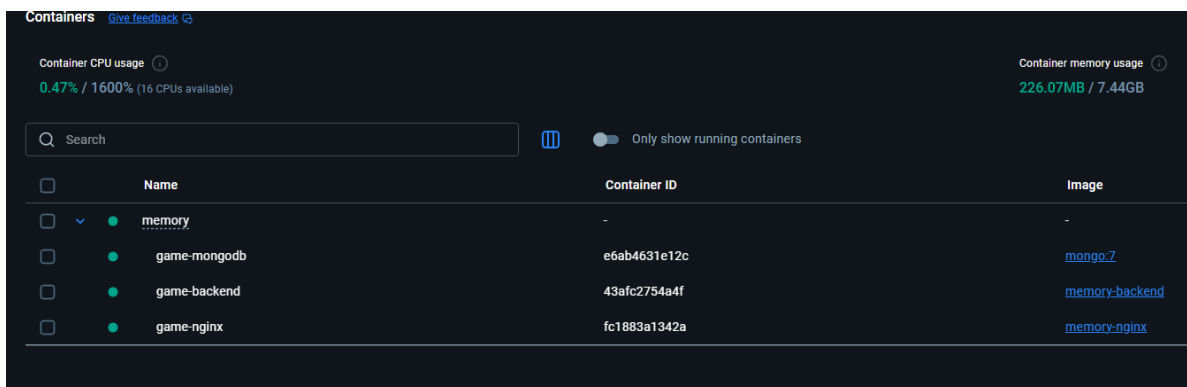 Containers Give feedback
Container CPU usage
0.47% / 1600% (16 CPUs available)
Container memory usage
226.07MB / 7.44GB
Search
Only show running containers
Name Container ID Image
memory - -
game-mongodb e6ab4631e12c mongo:7
game-backend 43afc2754a4f memory-backend
game-nginx fc1883a1342a memory-nginx